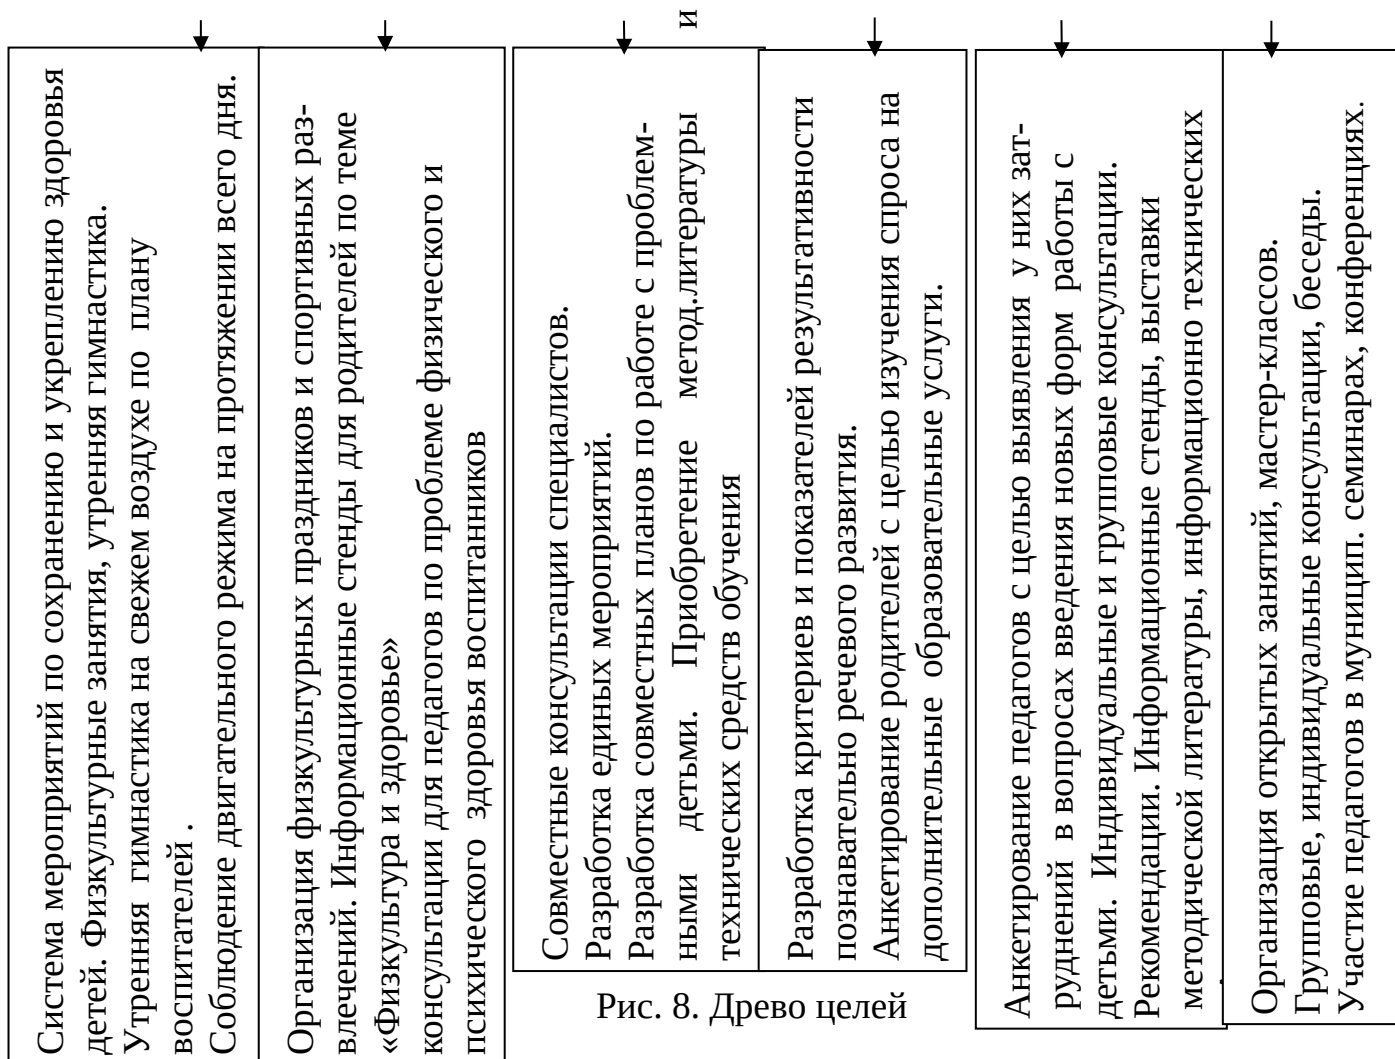 Система мероприятий по сохранению и укреплению здоровья
детей. Физкультурные занятия, утренняя гимнастика.
Утренняя гимнастика на свежем воздухе по плану
воспитателей .
Соблюдение двигательного режима на протяжении всего дня.
Организация физкультурных праздников и спортивных раз-
влечений. Информационные стенды для родителей по теме
«Физкультура и здоровье»
консультации для педагогов по проблеме физического и
психического здоровья воспитанников
Совместные консультации специалистов.
Разработка единых мероприятий.
Разработка совместных планов по работе с проблем-
ными детьми. Приобретение метод.литературы и
технических средств обучения
Разработка критериев и показателей результативности
познавательно речевого развития.
Анкетирование родителей с целью изучения спроса на
дополнительные образовательные услуги.
Анкетирование педагогов с целью выявления у них зат-
руднений в вопросах введения новых форм работы с
детьми. Индивидуальные и групповые консультации.
Рекомендации. Информационные стенды, выставки
методической литературы, информационно технических
Организация открытых занятий, мастер-классов.
Групповые, индивидуальные консультации, беседы.
Участие педагогов в муницип. семинарах, конференциях.
Рис. 8. Древо целей